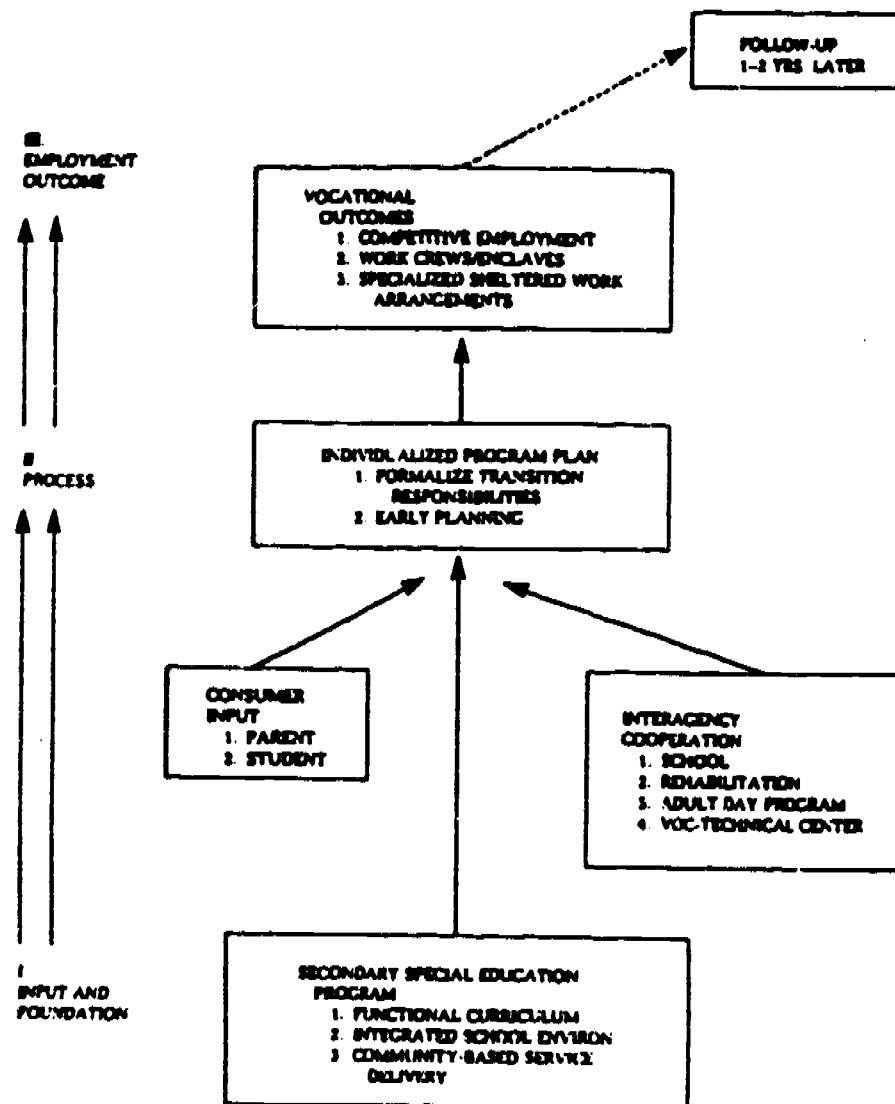 FOLLOW-UP
1-2 YRS LATER
III.
EMPLOYMENT
OUTCOME
VOCATIONAL
OUTCOMES
1. COMPETITIVE EMPLOYMENT
2. WORK CREWS/ENCLAVES
3. SPECIALIZED SHELTERED WORK
ARRANGEMENTS
II
PROCESS
INDIVIDUALIZED PROGRAM PLAN
1. FORMALIZE TRANSITION
RESPONSIBILITIES
2. EARLY PLANNING
CONSUMER
INPUT
1. PARENT
2. STUDENT
INTERAGENCY
COOPERATION
1. SCHOOL
2. REHABILITATION
3. ADULT DAY PROGRAM
4. VOC-TECHNICAL CENTER
I
INPUT AND
FOUNDATION
SECONDARY SPECIAL EDUCATION
PROGRAM
1. FUNCTIONAL CURRICULUM
2. INTEGRATED SCHOOL ENVIRON
3 COMMUNITY-BASED SERVICE
DELIVERY